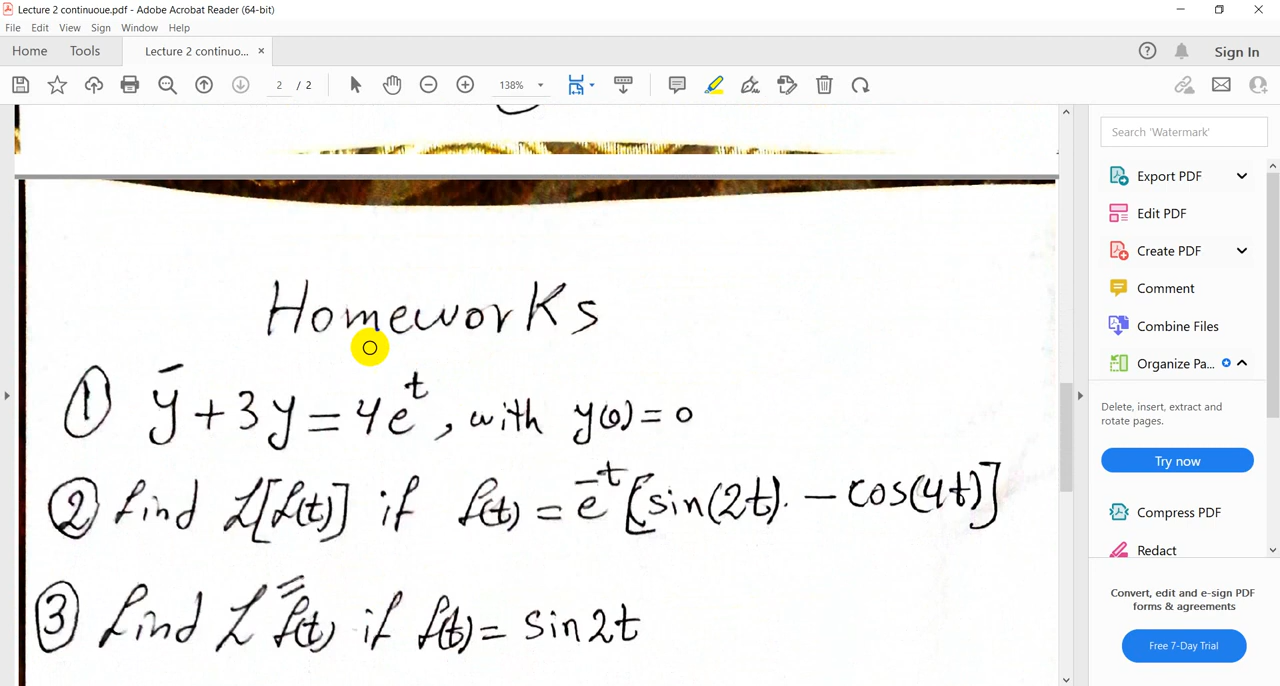 Lecture 2 continuoue.pdf - Adobe Acrobat Reader (64-bit)
File Edit View Sign Window Help
Home Tools Lecture 2 continuo... × Sign In
2 / 2 138%
Search 'Watermark'
Export PDF
Edit PDF
Create PDF
Comment
Combine Files
Organize Pa...
Delete, insert, extract and
rotate pages.
Try now
Compress PDF
Redact
Convert, edit and e-sign PDF
forms & agreements
Free 7-Day Trial
Homeworks
① ȳ + 3y = 4eᵗ, with y(0) = 0
② find ℒ[f(t)] if f(t) = e⁻ᵗ[sin(2t). - cos(4t)]
③ find ℒ f̿(t) if f(t) = sin2t